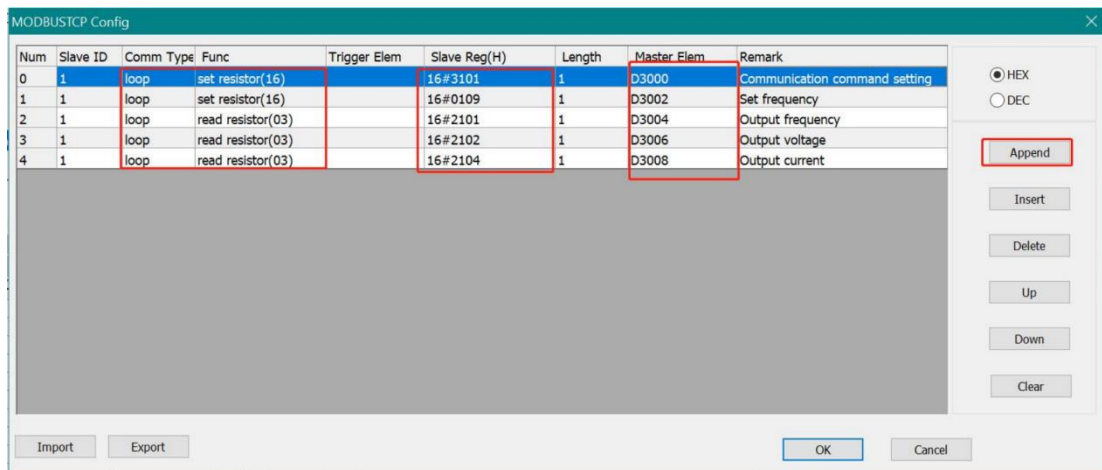 MODBUSTCP Config
Num Slave ID Comm Type Func Trigger Elem Slave Reg(H) Length Master Elem Remark
0 1 loop set resistor(16) 16#3101 1 D3000 Communication command setting
1 1 loop set resistor(16) 16#0109 1 D3002 Set frequency
2 1 loop read resistor(03) 16#2101 1 D3004 Output frequency
3 1 loop read resistor(03) 16#2102 1 D3006 Output voltage
4 1 loop read resistor(03) 16#2104 1 D3008 Output current
HEX
DEC
Append
Insert
Delete
Up
Down
Clear
Import Export OK Cancel